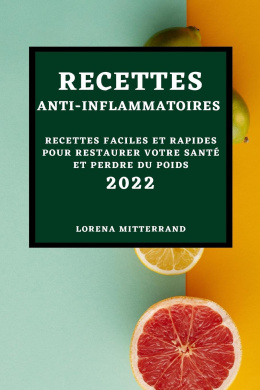 RECETTES
ANTI-INFLAMMATOIRES
RECETTES FACILES ET RAPIDES
POUR RESTAURER VOTRE SANTÉ
ET PERDRE DU POIDS
2022
LORENA MITTERRAND